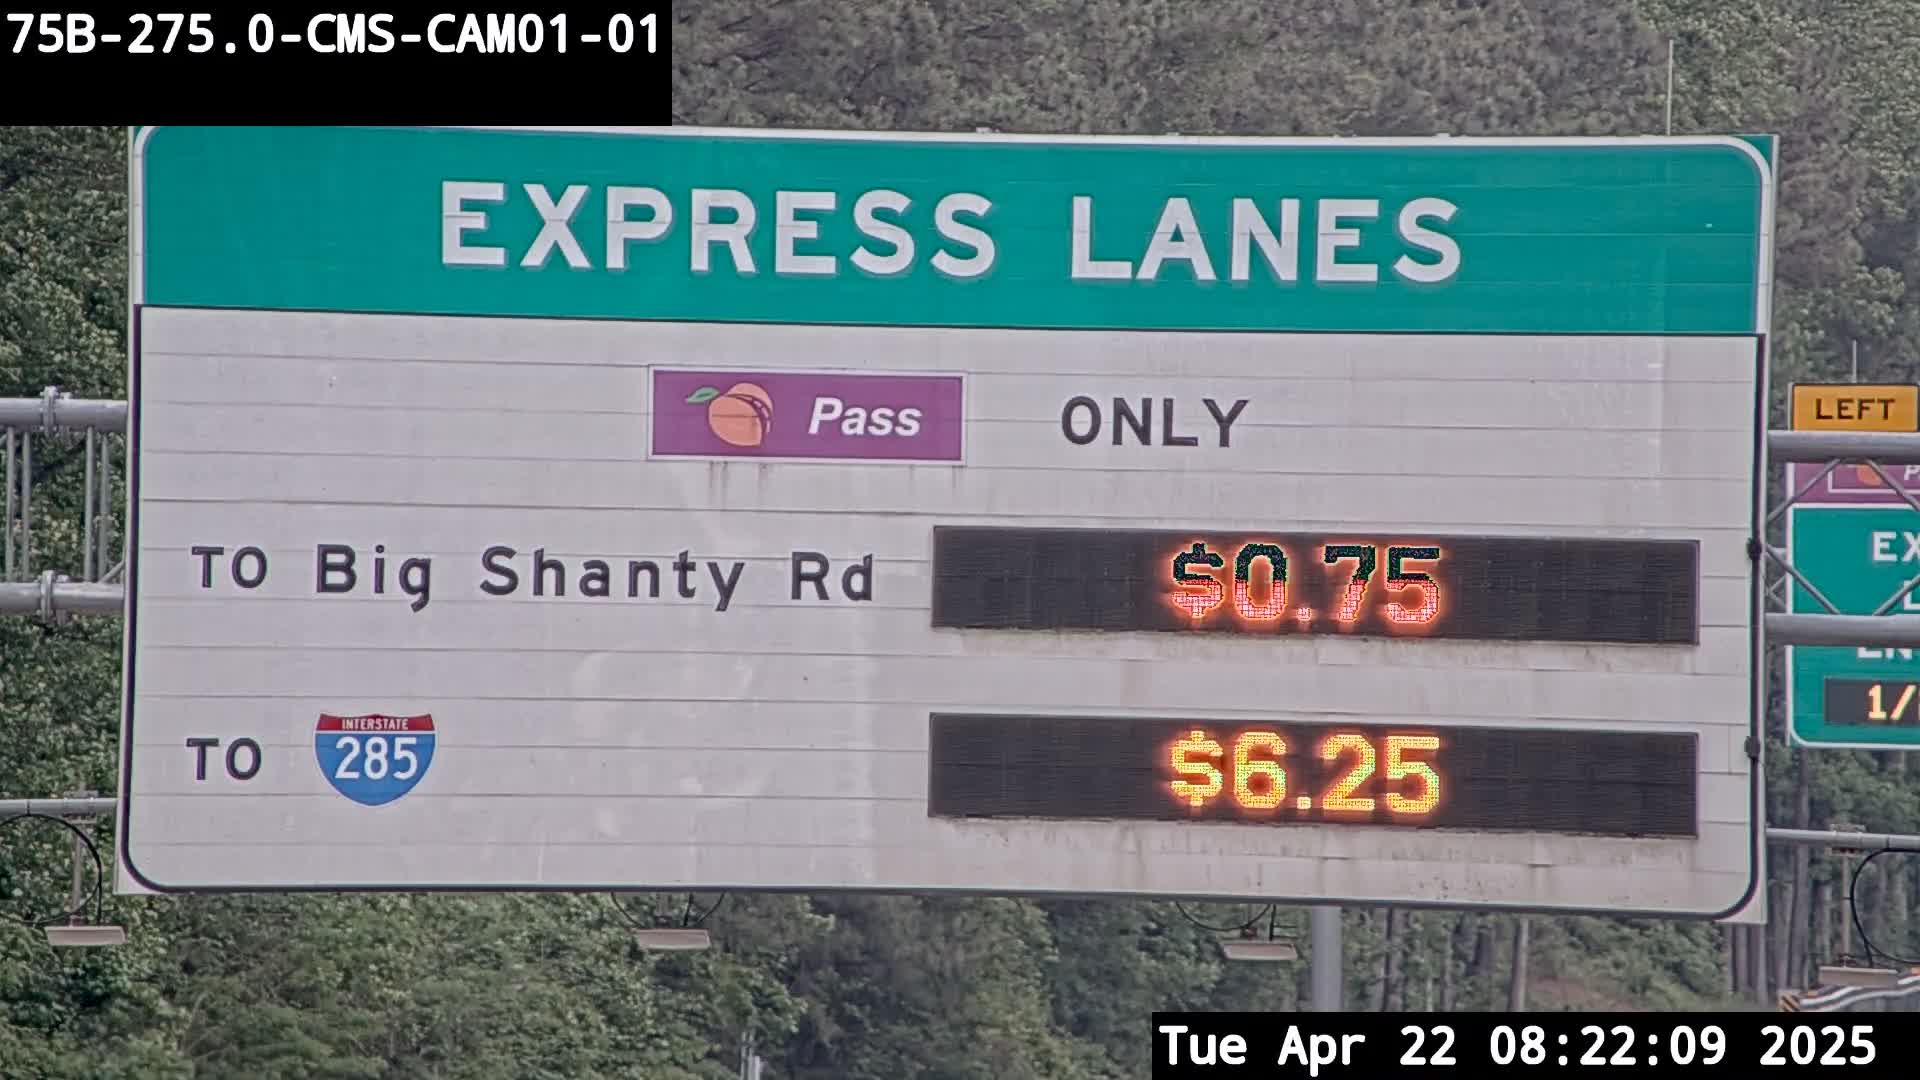 75B-275.0-CMS-CAM01-01
EXPRESS LANES
Pass ONLY
TO Big Shanty Rd $0.75
TO INTERSTATE 285 $6.25
LEFT
Tue Apr 22 08:22:09 2025